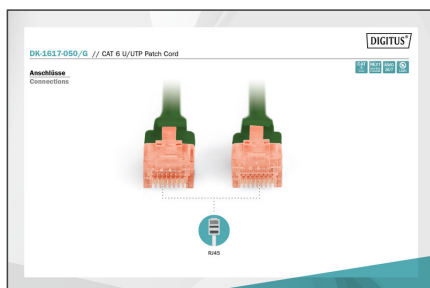 DIGITUS®
DK-1617-050/G // CAT 6 U/UTP Patch Cord
Anschlüsse
Connections
RJ45